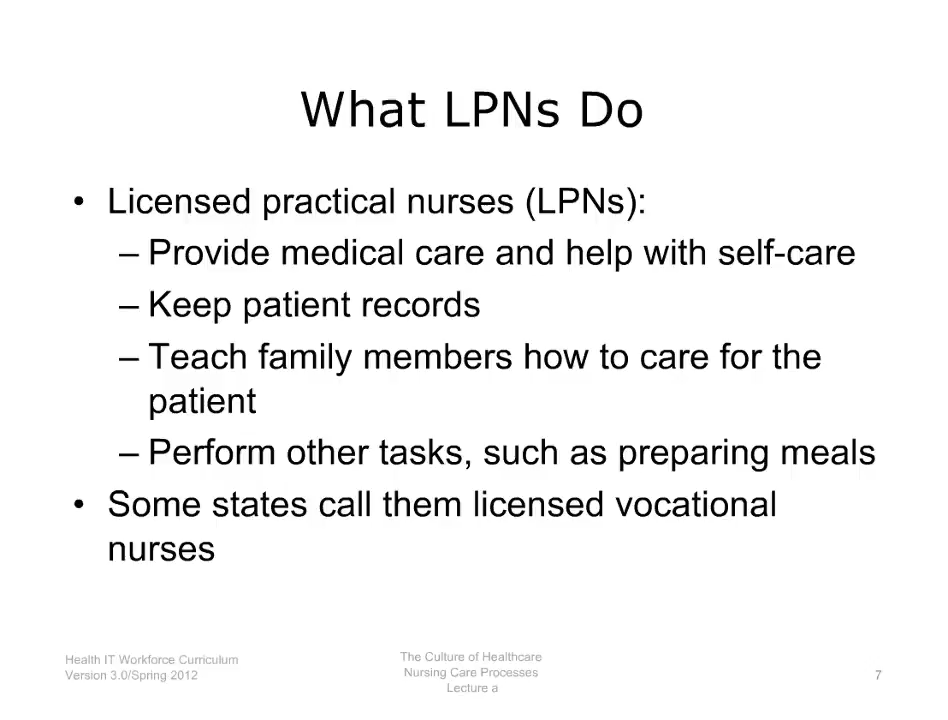 What LPNs Do
• Licensed practical nurses (LPNs):
– Provide medical care and help with self-care
– Keep patient records
– Teach family members how to care for the
patient
– Perform other tasks, such as preparing meals
• Some states call them licensed vocational
nurses
Health IT Workforce Curriculum
Version 3.0/Spring 2012
The Culture of Healthcare
Nursing Care Processes
Lecture a
7